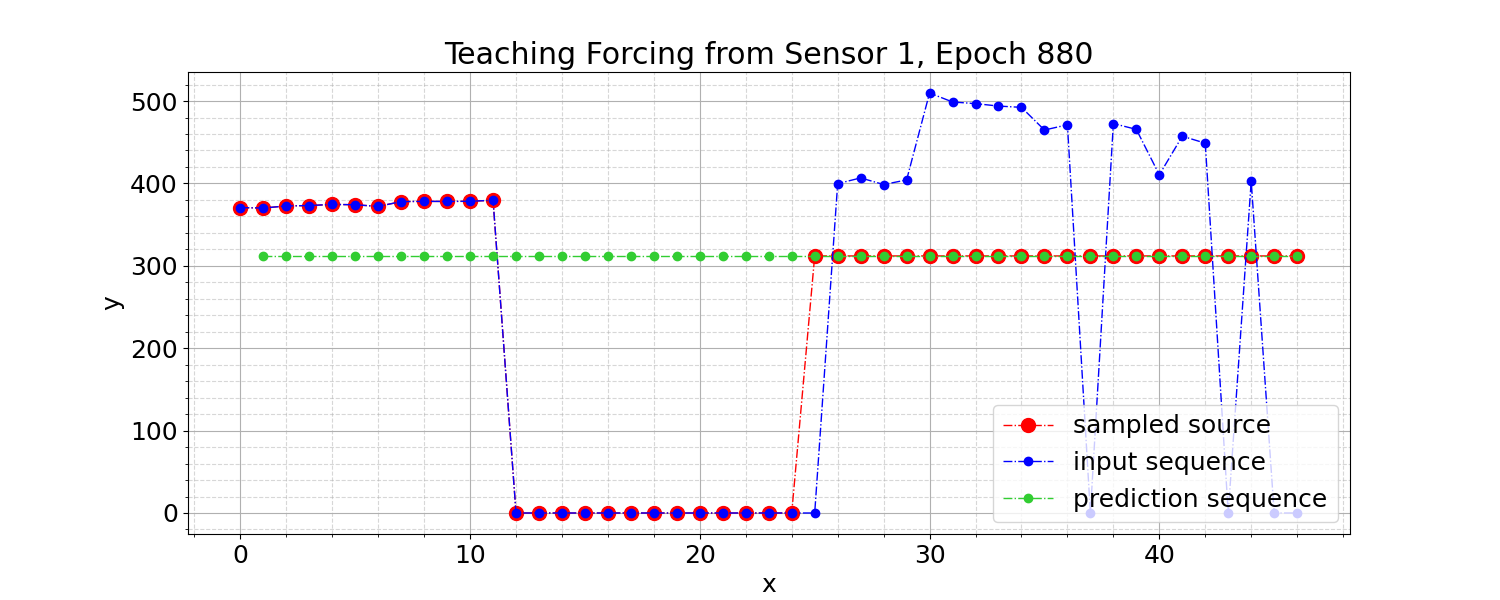 Teaching Forcing from Sensor 1, Epoch 880
500
400
300
200
100
0
y
sampled source
input sequence
prediction sequence
0 10 20 30 40
x